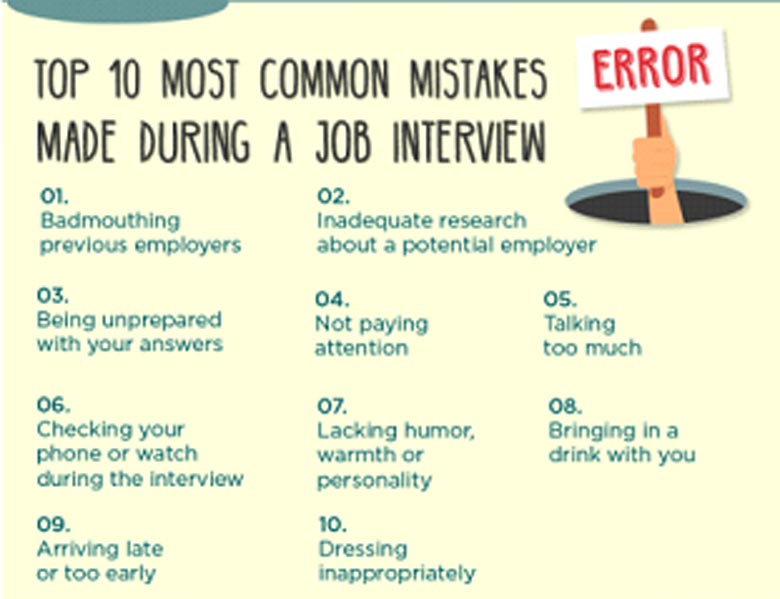 TOP 10 MOST COMMON MISTAKES
MADE DURING A JOB INTERVIEW
ERROR
01.
Badmouthing
previous employers
02.
Inadequate research
about a potential employer
03.
Being unprepared
with your answers
04.
Not paying
attention
05.
Talking
too much
06.
Checking your
phone or watch
during the interview
07.
Lacking humor,
warmth or
personality
08.
Bringing in a
drink with you
09.
Arriving late
or too early
10.
Dressing
inappropriately